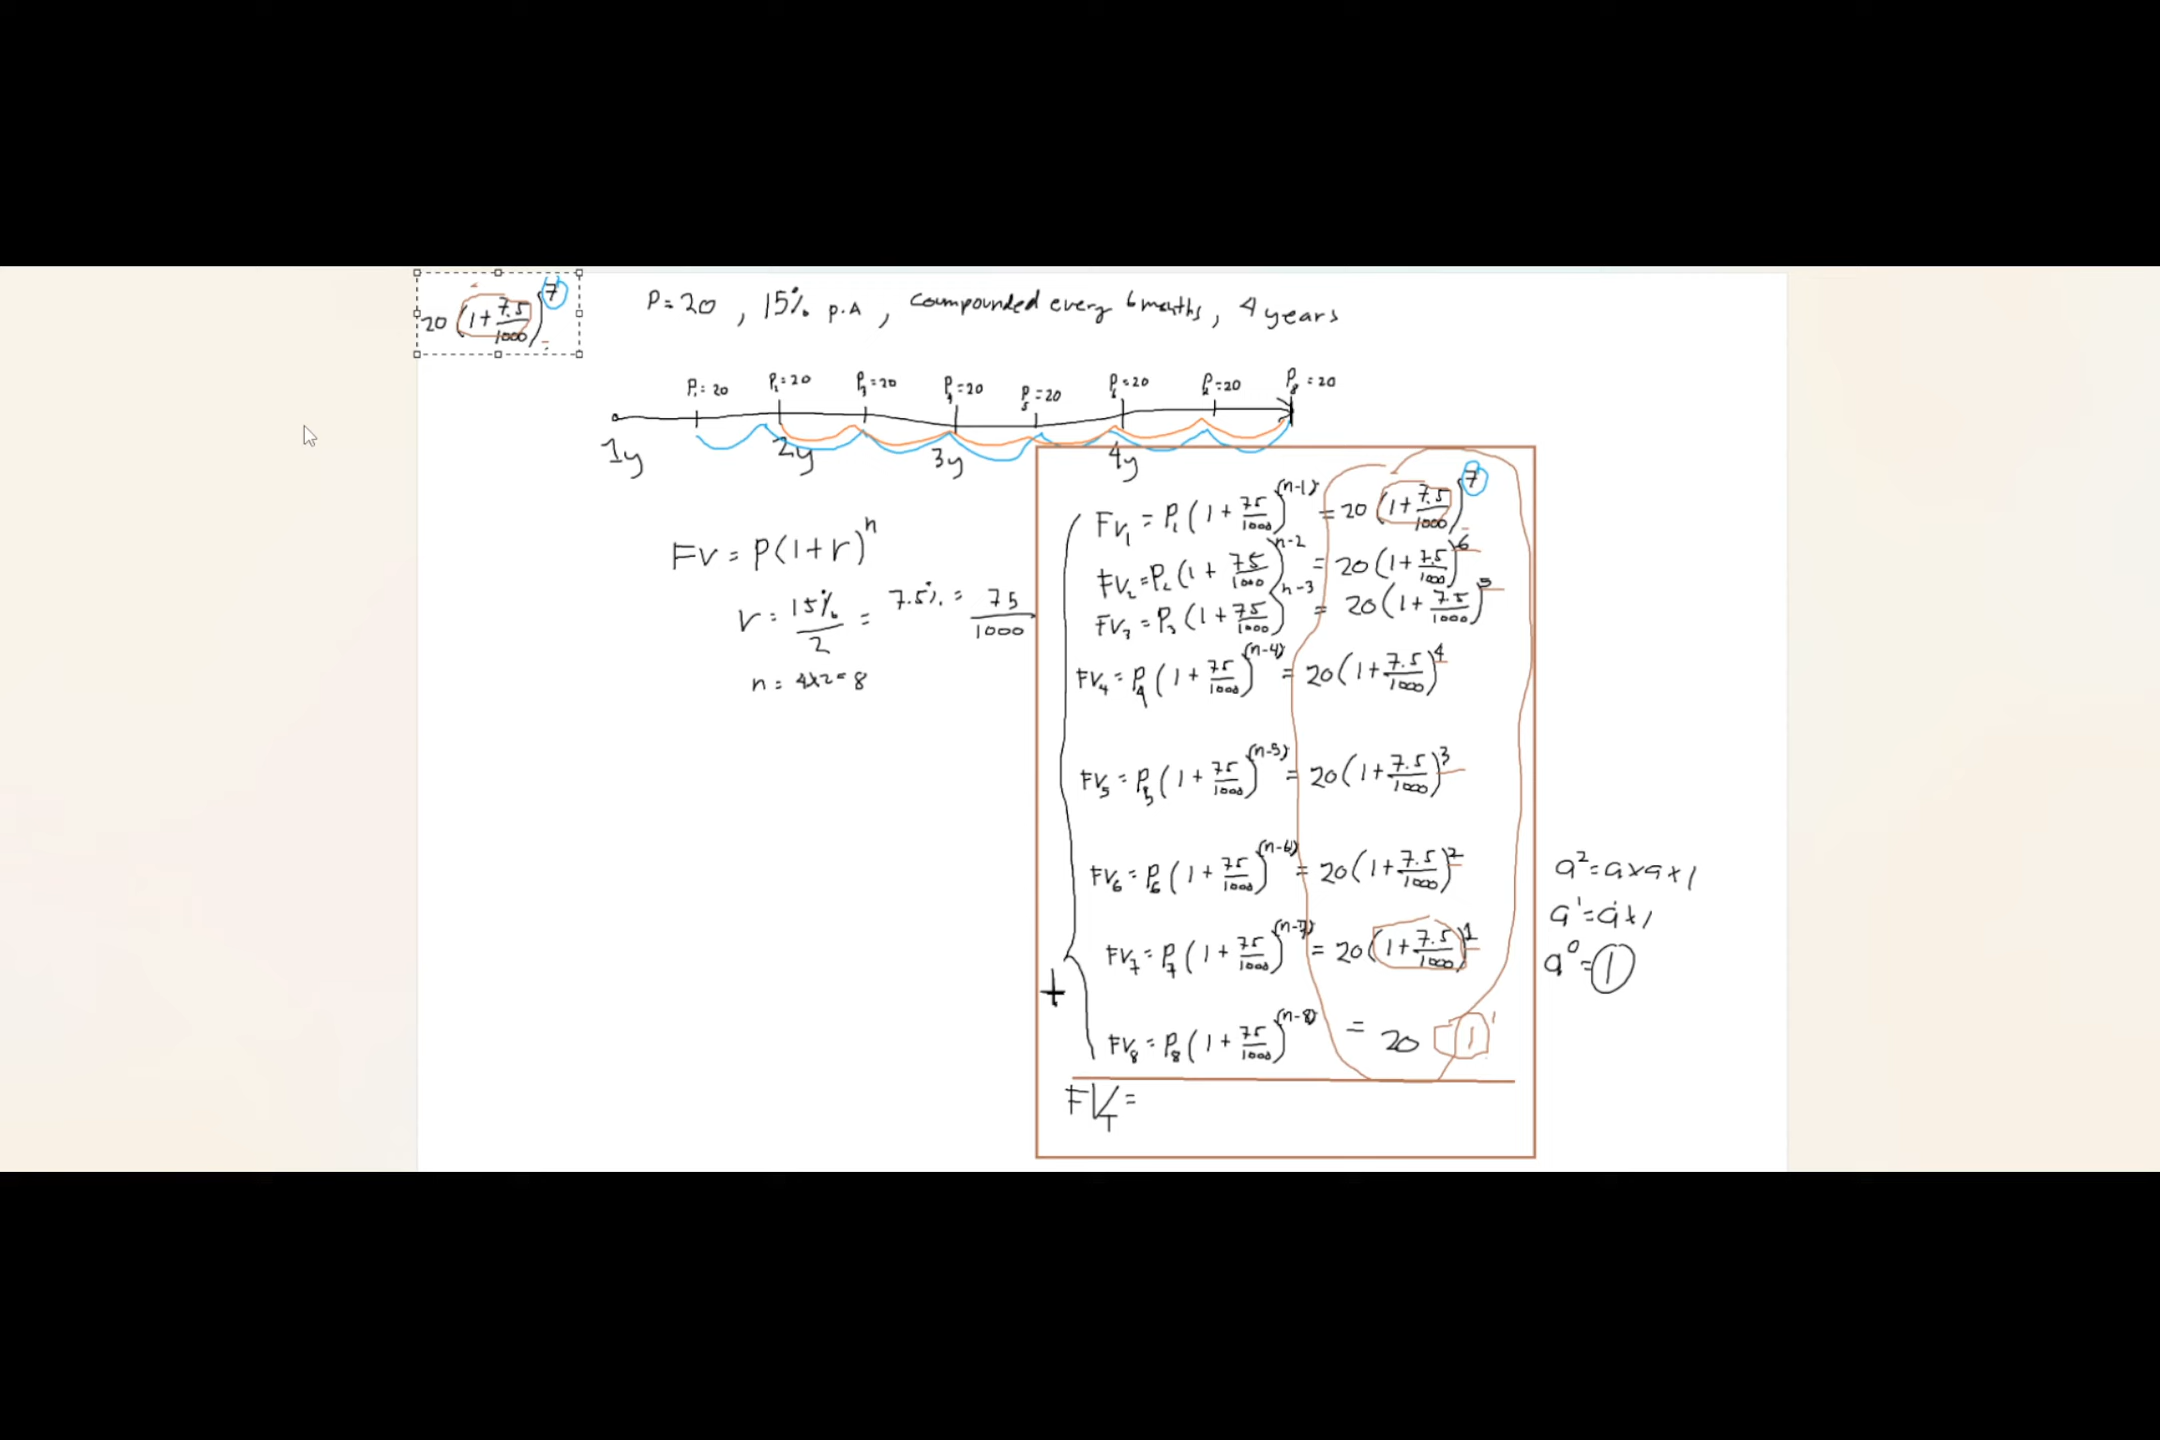 20 (1 + 7.5/1000)^7
P = 20 , 15% p.A , coumpounded every 6 months , 4 years
P1 = 20 P2 = 20 P3 = 20 P4 = 20 P5 = 20 P6 = 20 = 20 P8 = 20
1y 2y 3y 4y
FV = P(1+r)^n
r = 15%/2 = 7.5% = 75/1000
n = 4x2 = 8
FV1 = P1 (1 + 75/1000)^(n-1) = 20 (1 + 7.5/1000)^7
FV2 = P2 (1 + 75/1000)^n-2 = 20 (1 + 7.5/1000)^6
FV3 = P3 (1 + 75/1000)^n-3 = 20 (1 + 7.5/1000)^5
FV4 = P4 (1 + 75/1000)^(n-4) = 20 (1 + 7.5/1000)^4
FV5 = P5 (1 + 75/1000)^(n-5) = 20 (1 + 7.5/1000)^3
FV6 = P6 (1 + 75/1000)^(n-6) = 20 (1 + 7.5/1000)^2
FV7 = P7 (1 + 75/1000)^(n-7) = 20 (1 + 7.5/1000)^1
+
FV8 = P8 (1 + 75/1000)^(n-8) = 20 1
FVT =
a^2 = a x a x 1
a^1 = a x 1
a^0 = 1